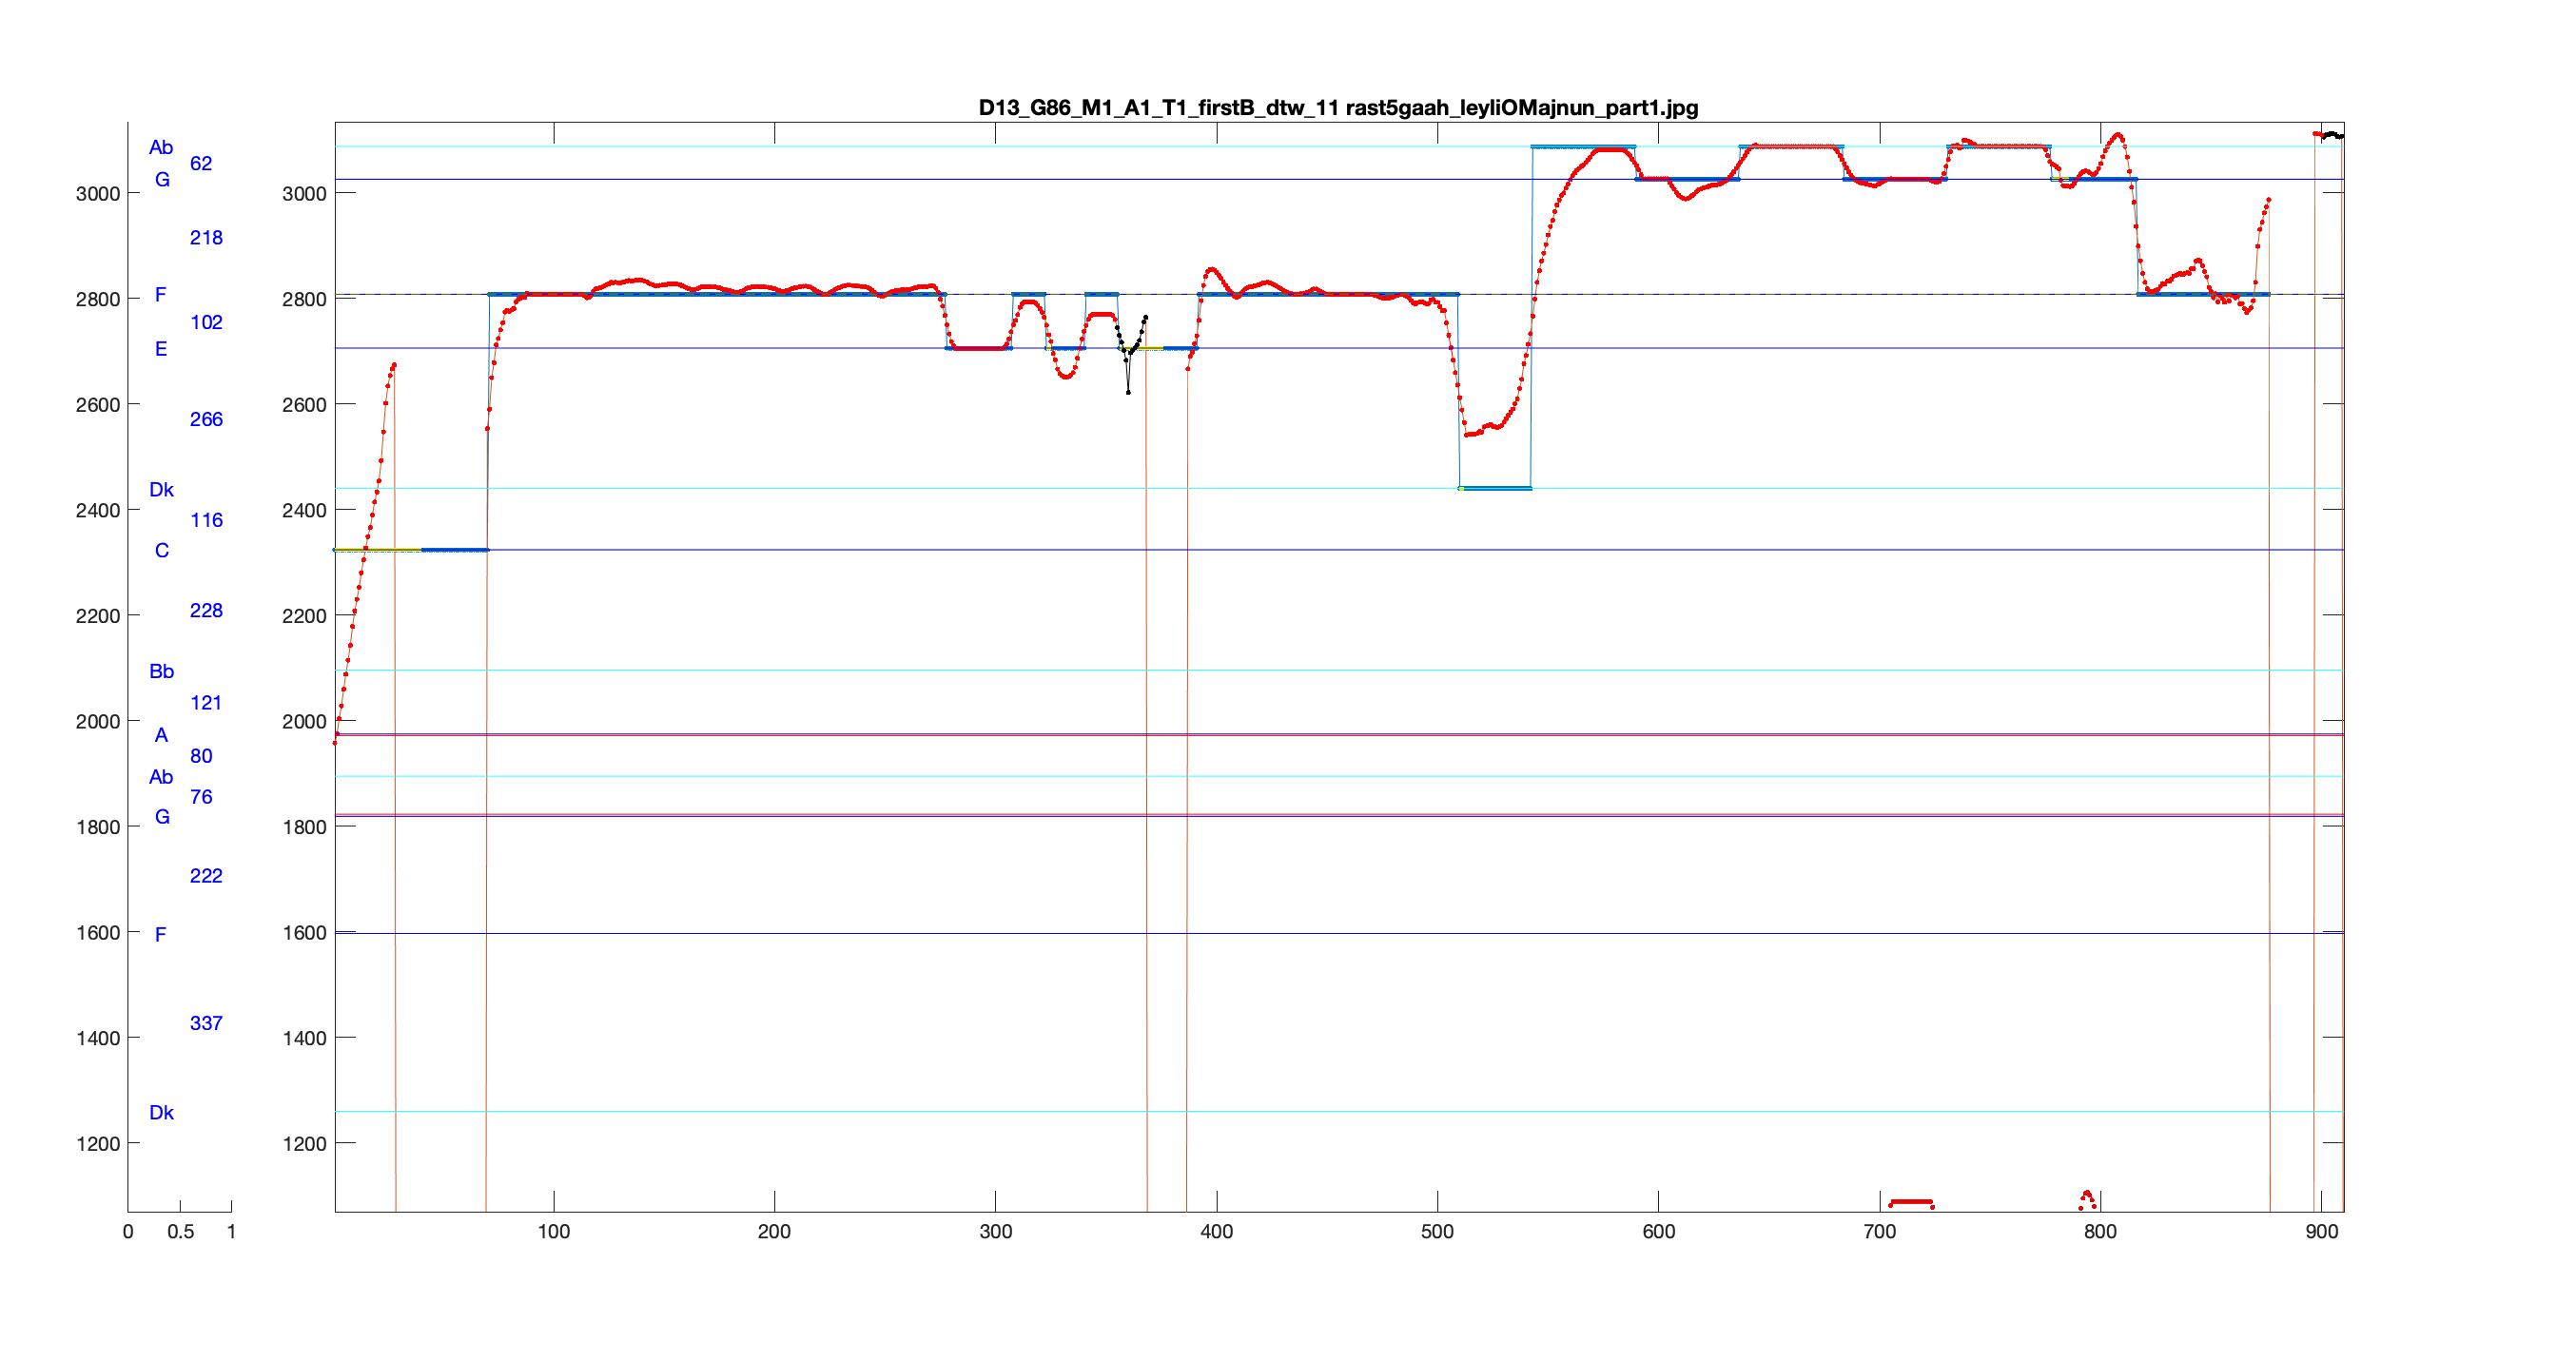 D13_G86_M1_A1_T1_firstB_dtw_11 rast5gaah_leyliOMajnun_part1.jpg
Ab
62
G
3000 3000
218
2800 F 2800
102
E
2600 2600
266
Dk
2400 2400
116
C
2200 228 2200
Bb
121
2000 2000
A
80
Ab
76
G
1800 1800
222
1600 F 1600
337
1400 1400
Dk
1200 1200
0 0.5 1 100 200 300 400 500 600 700 800 900